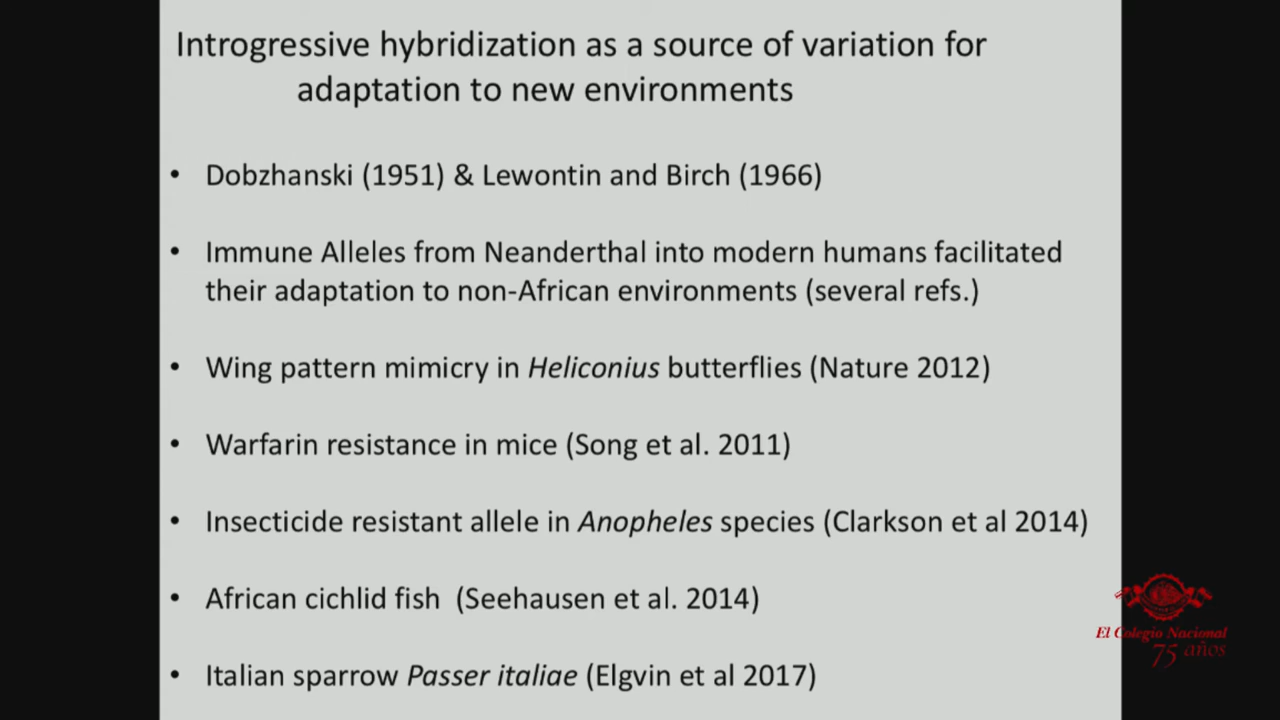 Introgressive hybridization as a source of variation for
adaptation to new environments
• Dobzhanski (1951) & Lewontin and Birch (1966)
• Immune Alleles from Neanderthal into modern humans facilitated
their adaptation to non-African environments (several refs.)
• Wing pattern mimicry in Heliconius butterflies (Nature 2012)
• Warfarin resistance in mice (Song et al. 2011)
• Insecticide resistant allele in Anopheles species (Clarkson et al 2014)
• African cichlid fish (Seehausen et al. 2014)
• Italian sparrow Passer italiae (Elgvin et al 2017)
El Colegio Nacional
75 años